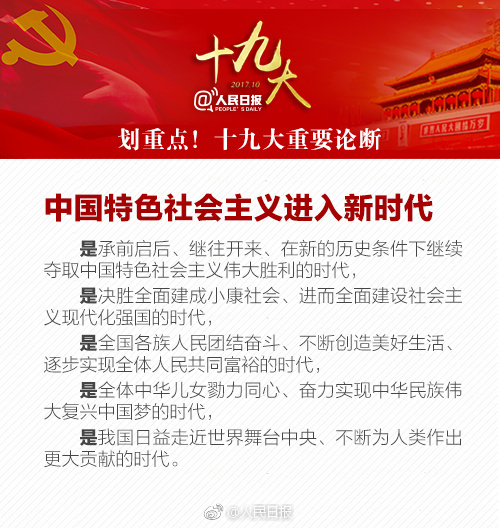 十九大
2017.10
@人民日报
PEOPLE'S DAILY
划重点！十九大重要论断
中国特色社会主义进入新时代
是承前启后、继往开来、在新的历史条件下继续
夺取中国特色社会主义伟大胜利的时代，
是决胜全面建成小康社会、进而全面建设社会主
义现代化强国的时代，
是全国各族人民团结奋斗、不断创造美好生活、
逐步实现全体人民共同富裕的时代，
是全体中华儿女勠力同心、奋力实现中华民族伟
大复兴中国梦的时代，
是我国日益走近世界舞台中央、不断为人类作出
更大贡献的时代。
@人民日报